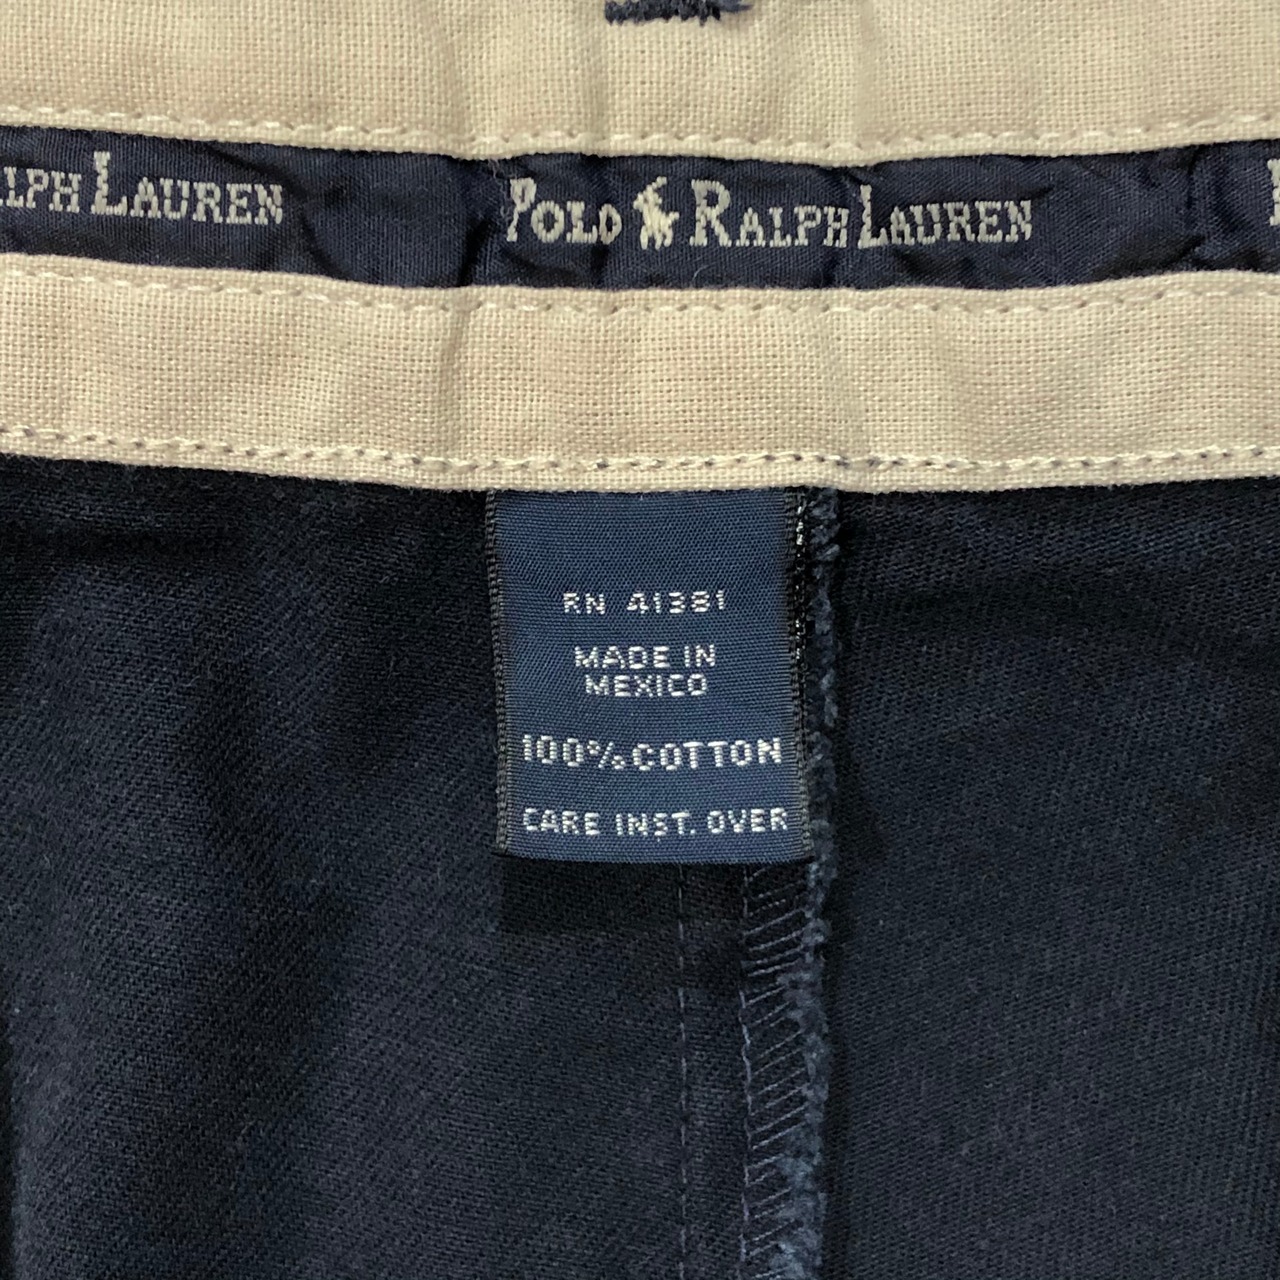 RALPH LAUREN POLO RALPH LAUREN
RN 41381
MADE IN
MEXICO
100% COTTON
CARE INST. OVER